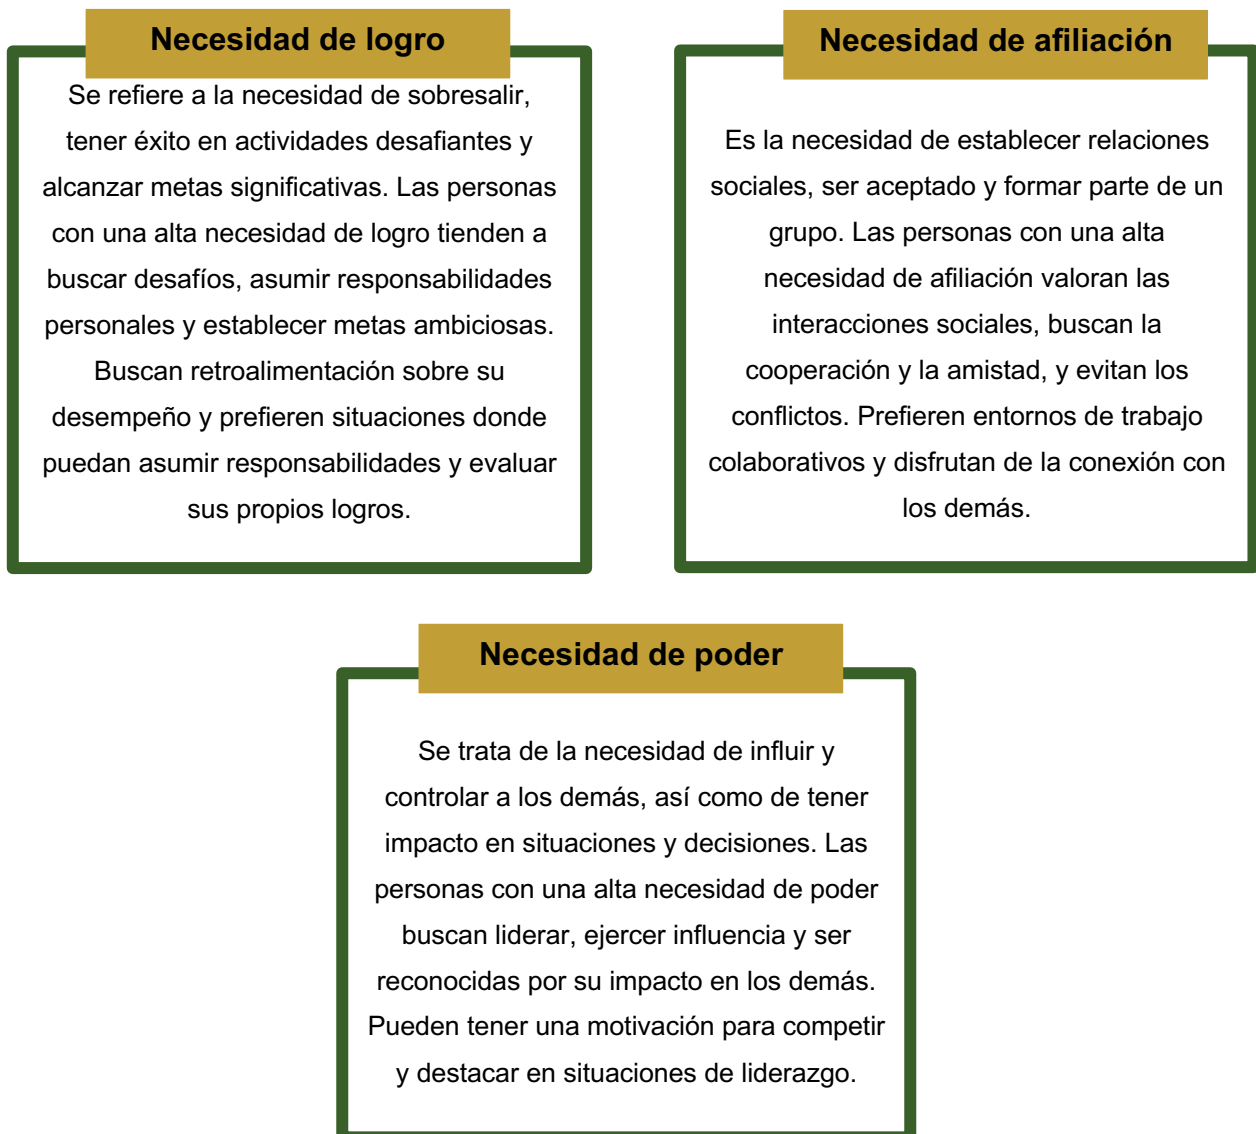 Necesidad de logro
Se refiere a la necesidad de sobresalir,
tener éxito en actividades desafiantes y
alcanzar metas significativas. Las personas
con una alta necesidad de logro tienden a
buscar desafíos, asumir responsabilidades
personales y establecer metas ambiciosas.
Buscan retroalimentación sobre su
desempeño y prefieren situaciones donde
puedan asumir responsabilidades y evaluar
sus propios logros.
Necesidad de afiliación
Es la necesidad de establecer relaciones
sociales, ser aceptado y formar parte de un
grupo. Las personas con una alta
necesidad de afiliación valoran las
interacciones sociales, buscan la
cooperación y la amistad, y evitan los
conflictos. Prefieren entornos de trabajo
colaborativos y disfrutan de la conexión con
los demás.
Necesidad de poder
Se trata de la necesidad de influir y
controlar a los demás, así como de tener
impacto en situaciones y decisiones. Las
personas con una alta necesidad de poder
buscan liderar, ejercer influencia y ser
reconocidas por su impacto en los demás.
Pueden tener una motivación para competir
y destacar en situaciones de liderazgo.